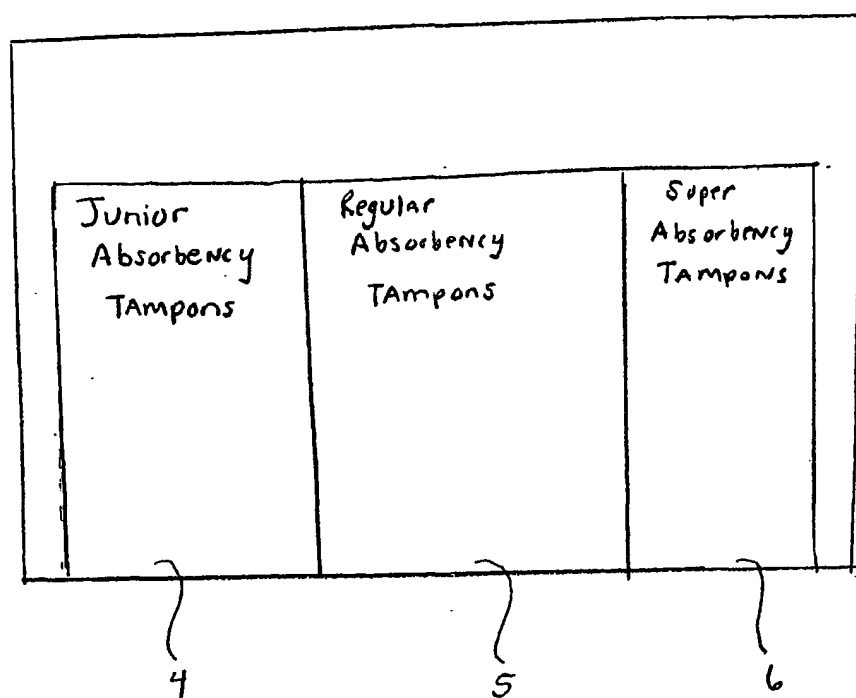 Junior
Absorbency
TAmpons
Regular
Absorbency
TAmpons
Super
Absorbency
TAMPONS
4
5
6